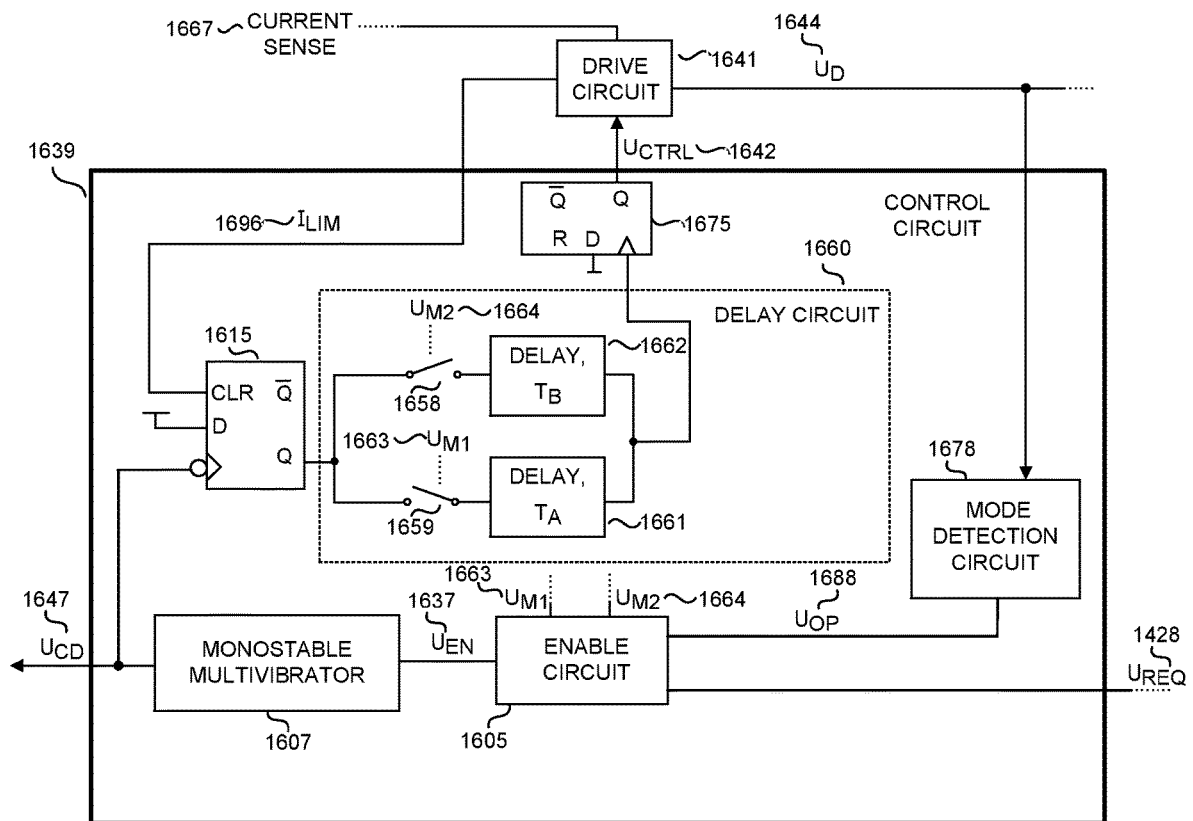 1667 CURRENT
SENSE
1644
DRIVE
CIRCUIT
1641
UD
UCTRL 1642
1639
1696 ILIM
Q Q
R D
1675
CONTROL
CIRCUIT
1660
UM2 1664
DELAY CIRCUIT
1615
1662
DELAY,
TB
CLR Q
D
Q
1658
1663 UM1
DELAY,
TA
1659
1661
1678
MODE
DETECTION
CIRCUIT
1663
UM1
UM2 1664
1688
UOP
1647
UCD
MONOSTABLE
MULTIVIBRATOR
1637
UEN
ENABLE
CIRCUIT
1428
UREQ
1607
1605